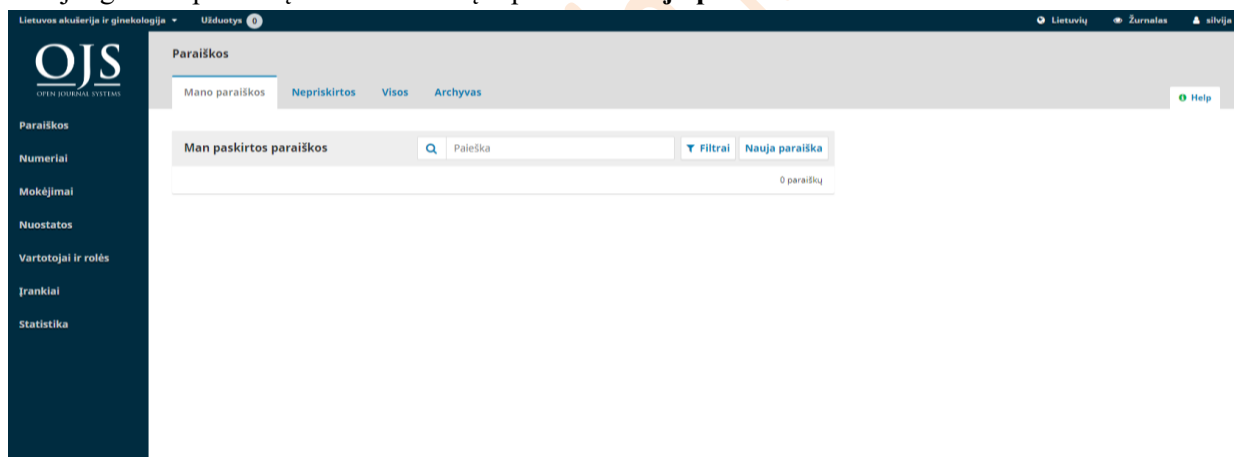 Lietuvos akušerija ir ginekologija Užduotys 0 Lietuvių Žurnalas silvija
OJS
OPEN JOURNAL SYSTEMS
Paraiškos
Mano paraiškos Nepriskirtos Visos Archyvas
Help
Paraiškos
Numeriai
Mokėjimai
Nuostatos
Vartotojai ir rolės
Įrankiai
Statistika
Man paskirtos paraiškos Paieška Filtrai Nauja paraiška
0 paraiškų